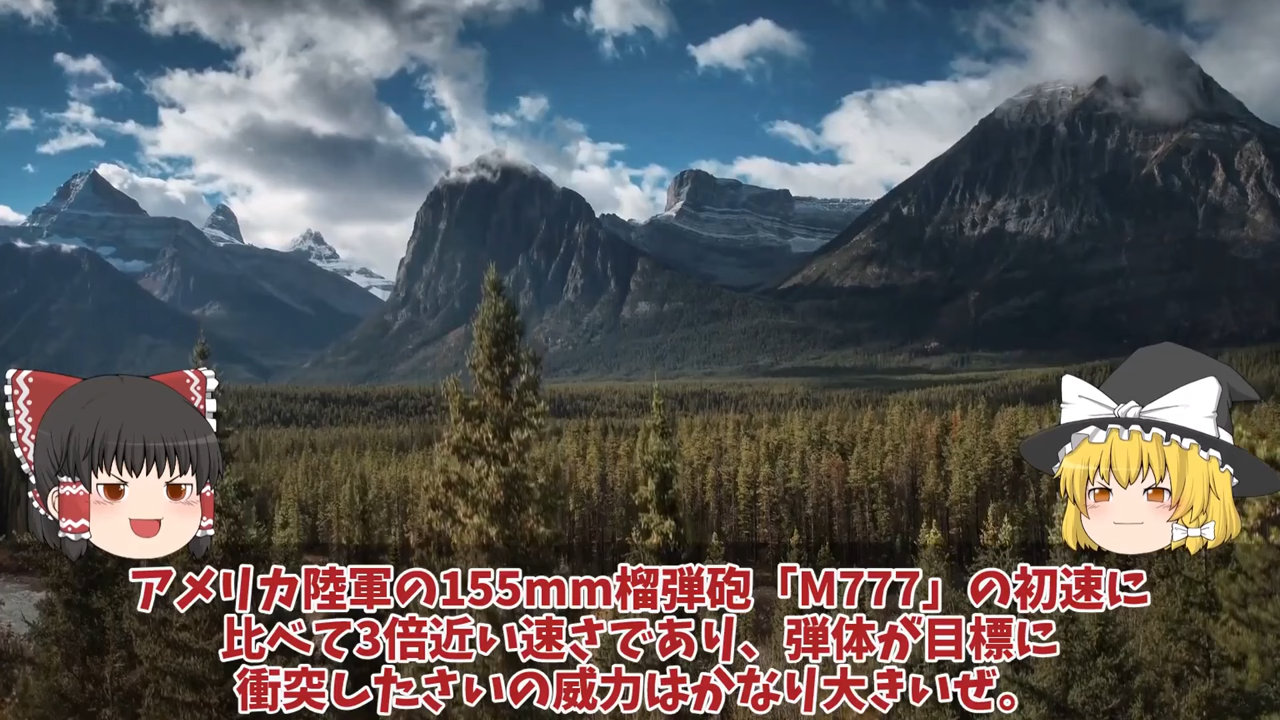 アメリカ陸軍の155mm榴弾砲「M777」の初速に
比べて3倍近い速さであり、弾体が目標に
衝突したさいの威力はかなり大きいぜ。